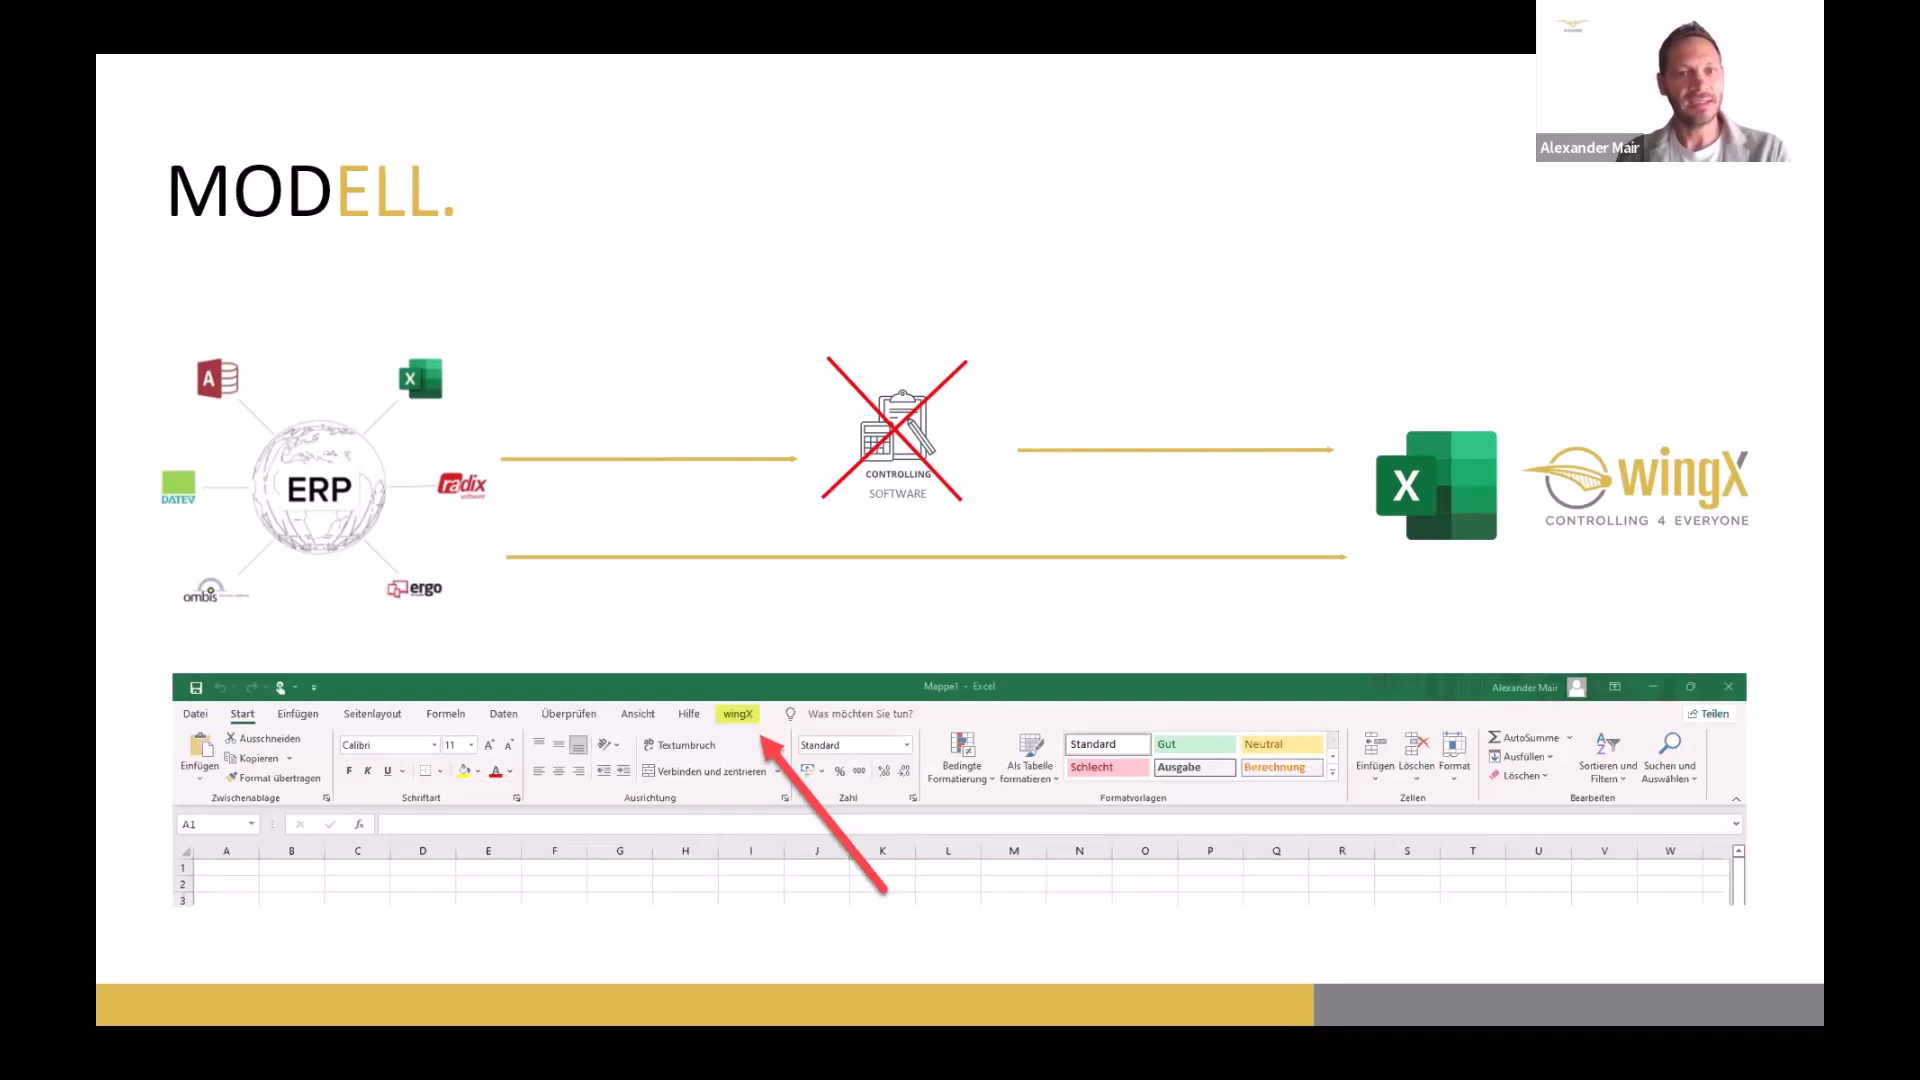 Alexander Mair
MODELL.
A
X
ERP
DATEV
radix
software
ombis
ergo
CONTROLLING
SOFTWARE
X
wingX
CONTROLLING 4 EVERYONE
Mappe1 - Excel
Alexander Mair
Datei Start Einfügen Seitenlayout Formeln Daten Überprüfen Ansicht Hilfe wingX Was möchten Sie tun? Teilen
Einfügen
Ausschneiden
Kopieren
Format übertragen
Zwischenablage
Calibri 11 A A
F K U A
Schriftart
Textumbruch
Verbinden und zentrieren
Ausrichtung
Standard
% 000
Zahl
Bedingte
Formatierung
Als Tabelle
formatieren
Standard Gut Neutral
Schlecht Ausgabe Berechnung
Formatvorlagen
Einfügen Löschen Format
Zellen
AutoSumme
Ausfüllen
Löschen
Sortieren und
Filtern
Suchen und
Auswählen
Bearbeiten
A1
fx
A B C D E F G H I J K L M N O P Q R S T U V W
1
2
3